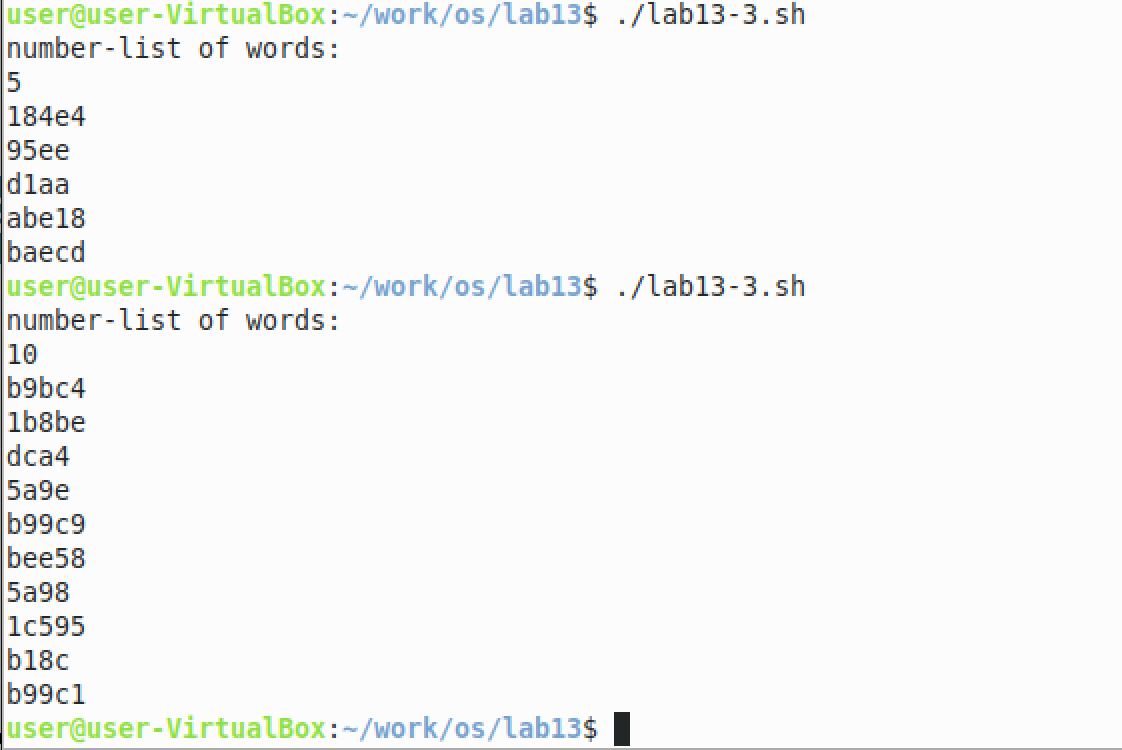 user@user-VirtualBox:~/work/os/lab13$ ./lab13-3.sh
number-list of words:
5
184e4
95ee
d1aa
abe18
baecd
user@user-VirtualBox:~/work/os/lab13$ ./lab13-3.sh
number-list of words:
10
b9bc4
1b8be
dca4
5a9e
b99c9
bee58
5a98
1c595
b18c
b99c1
user@user-VirtualBox:~/work/os/lab13$